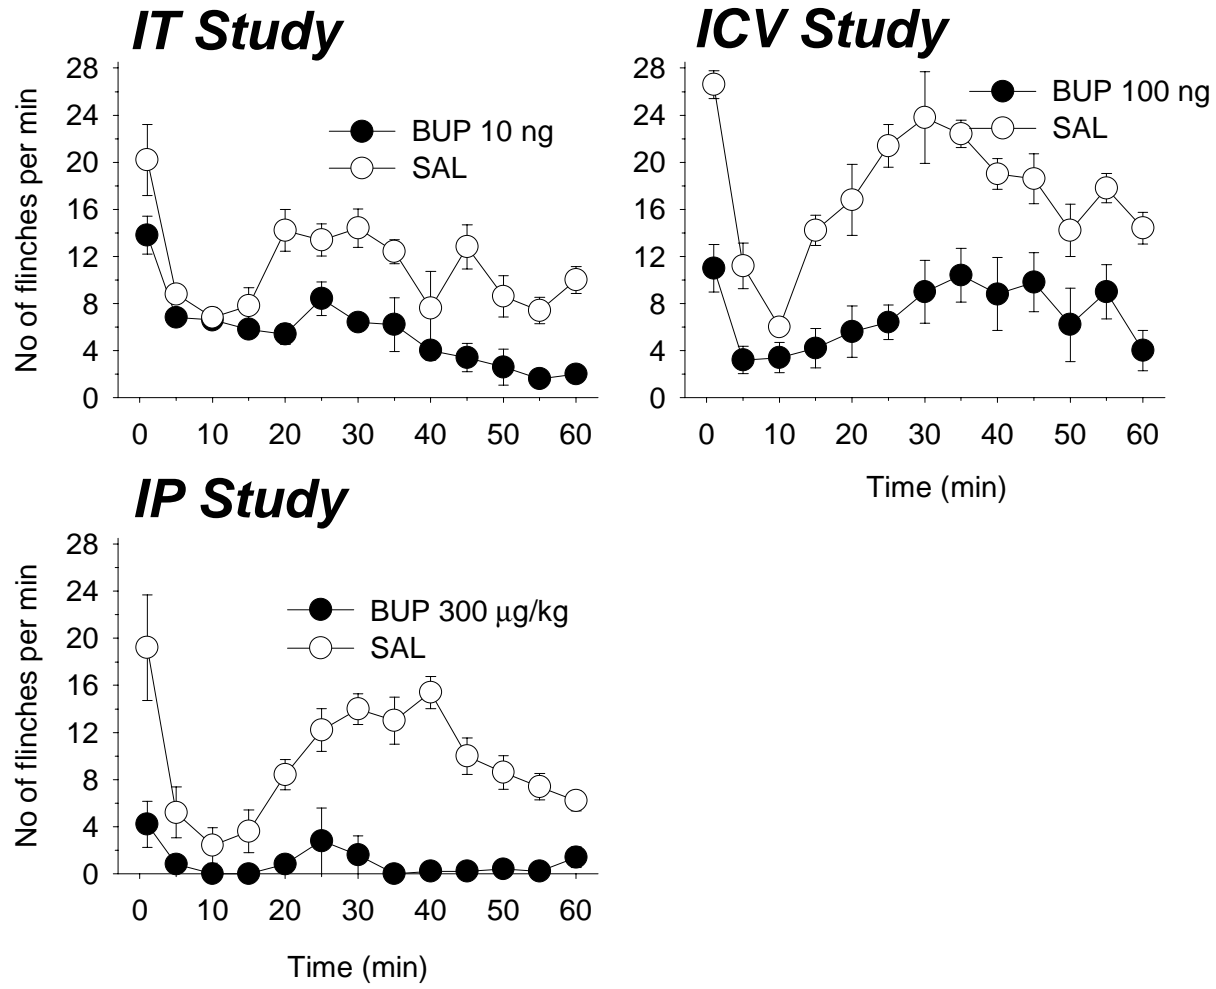 IT Study
28
24
20
16
12
8
4
0
No of flinches per min
BUP 10 ng
SAL
0 10 20 30 40 50 60
ICV Study
28
24
20
16
12
8
4
0
BUP 100 ng
SAL
0 10 20 30 40 50 60
Time (min)
IP Study
28
24
20
16
12
8
4
0
No of flinches per min
BUP 300 µg/kg
SAL
0 10 20 30 40 50 60
Time (min)